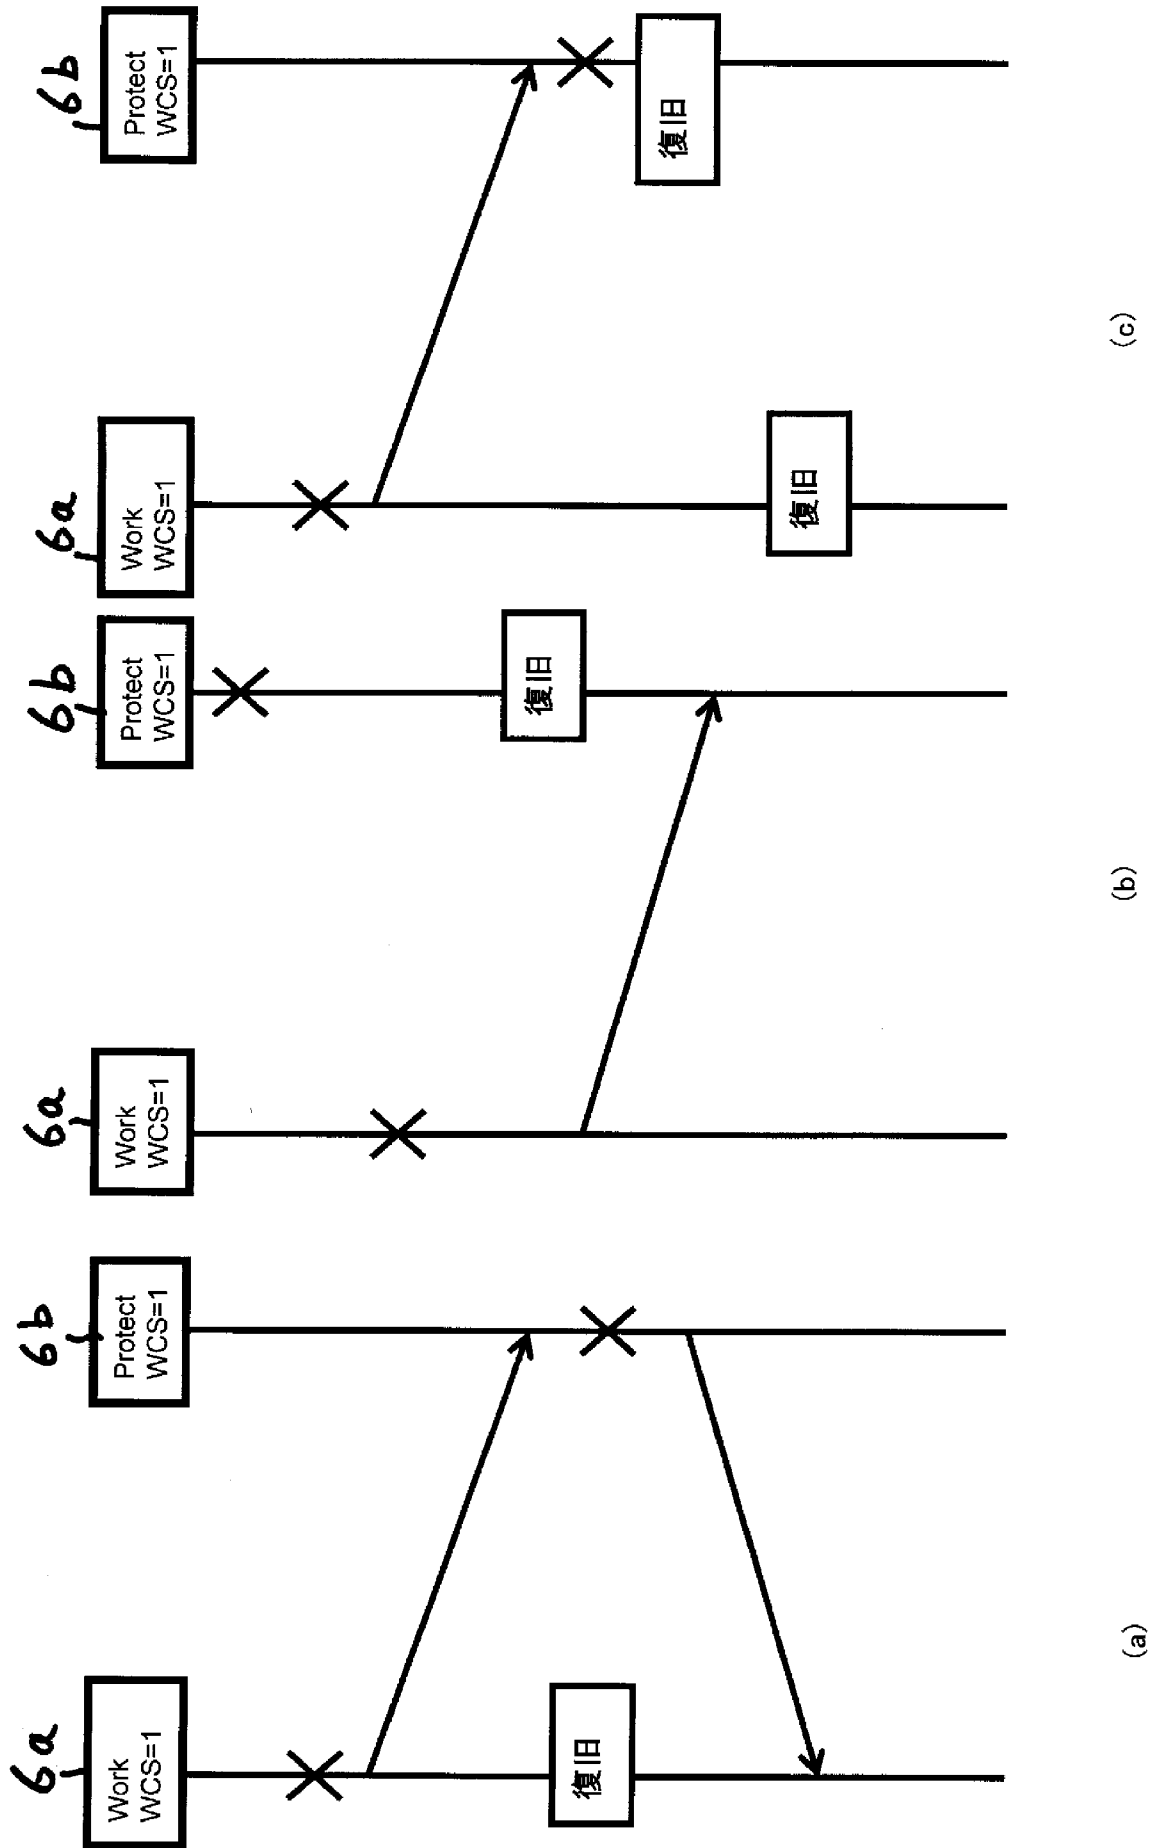 6a
Work
WCS=1
復旧
6b
Protect
WCS=1
(a)
6a
Work
WCS=1
6b
Protect
WCS=1
復旧
(b)
6a
Work
WCS=1
復旧
6b
Protect
WCS=1
復旧
(c)